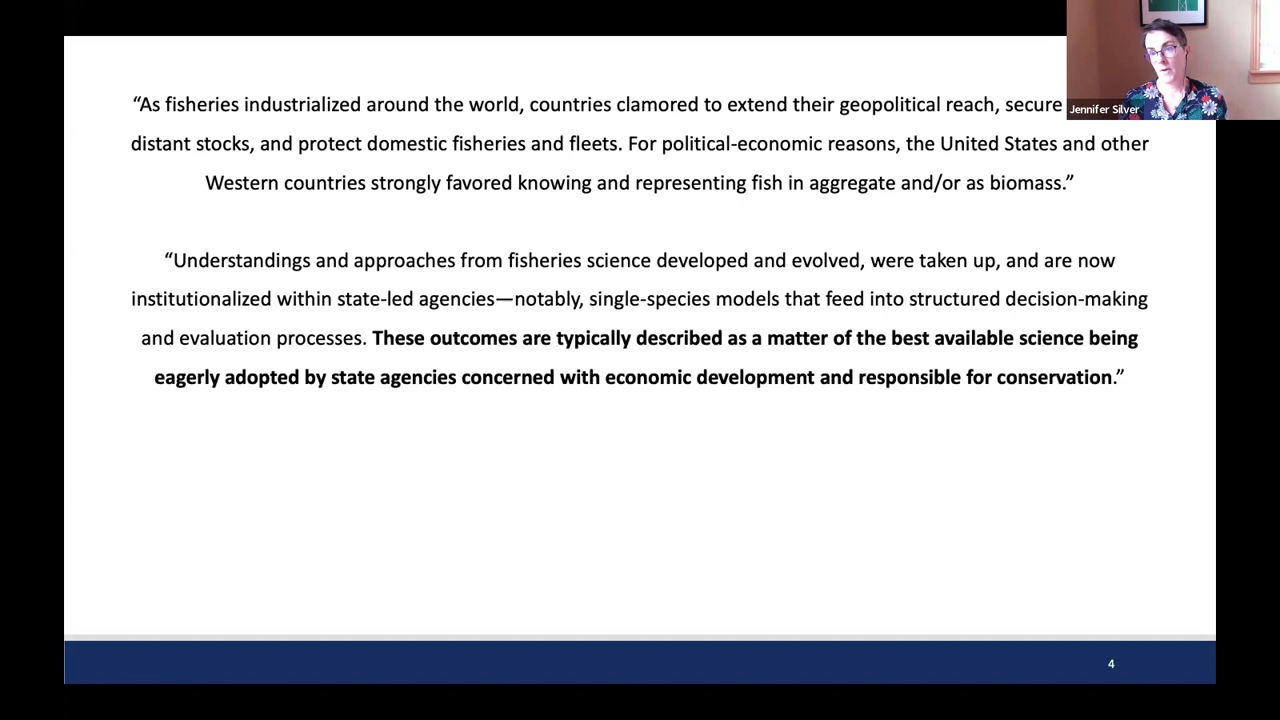 “As fisheries industrialized around the world, countries clamored to extend their geopolitical reach, secure
distant stocks, and protect domestic fisheries and fleets. For political-economic reasons, the United States and other
Western countries strongly favored knowing and representing fish in aggregate and/or as biomass.”
“Understandings and approaches from fisheries science developed and evolved, were taken up, and are now
institutionalized within state-led agencies—notably, single-species models that feed into structured decision-making
and evaluation processes. These outcomes are typically described as a matter of the best available science being
eagerly adopted by state agencies concerned with economic development and responsible for conservation.”
Jennifer Silver
4